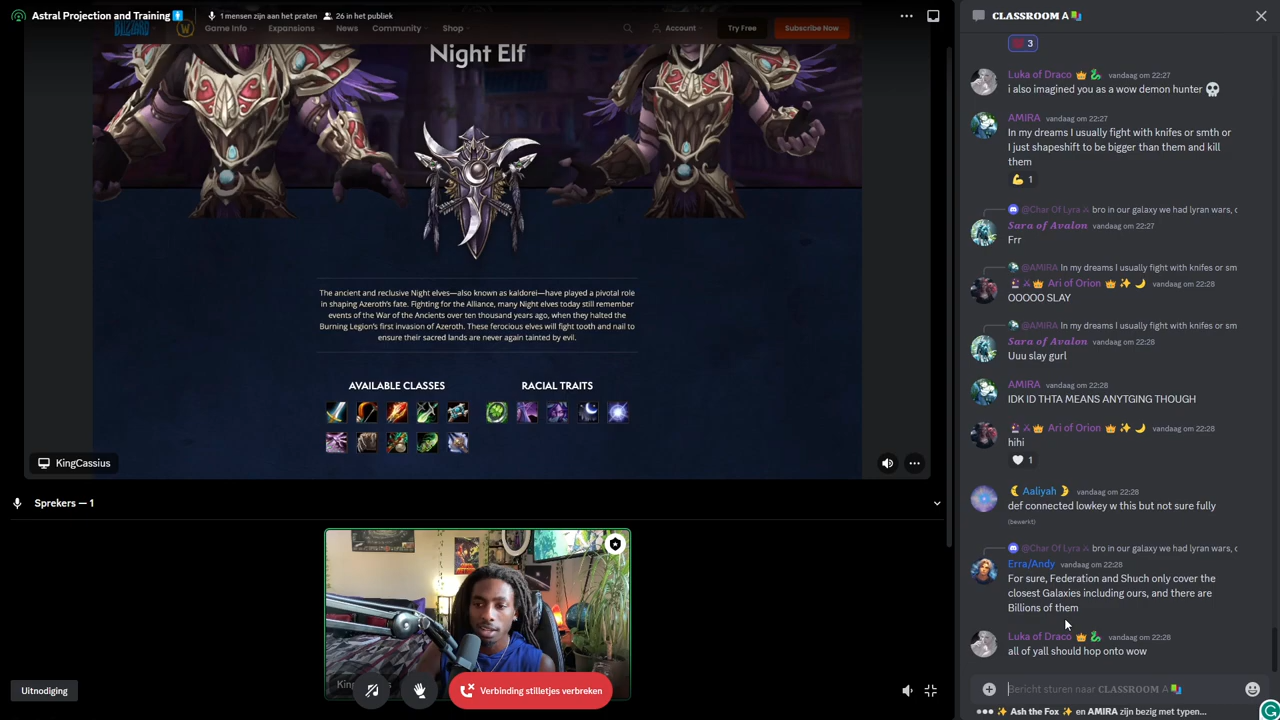 Astral Projection and Training
1 mensen zijn aan het praten
26 in het publiek
BLIZZARD
Game Info
Expansions
News
Community
Shop
Account
Try Free
Subscribe Now
Night Elf
The ancient and reclusive Night elves—also known as kaldorei—have played a pivotal role
in shaping Azeroth's fate. Fighting for the Alliance, many Night elves today still remember
events of the War of the Ancients over ten thousand years ago, when they halted the
Burning Legion's first invasion of Azeroth. These ferocious elves will fight tooth and nail to
ensure their sacred lands are never again tainted by evil.
AVAILABLE CLASSES
RACIAL TRAITS
KingCassius
Sprekers — 1
Uitnodiging
Verbinding stilletjes verbreken
CLASSROOM A
3
Luka of Draco vandaag om 22:27
i also imagined you as a wow demon hunter
AMIRA vandaag om 22:27
In my dreams I usually fight with knifes or smth or
I just shapeshift to be bigger than them and kill
them
1
@Char Of Lyra bro in our galaxy we had lyran wars, c
Sara of Avalon vandaag om 22:27
Frr
@AMIRA In my dreams I usually fight with knifes or sm
Ari of Orion vandaag om 22:28
OOOOO SLAY
@AMIRA In my dreams I usually fight with knifes or sm
Sara of Avalon vandaag om 22:28
Uuu slay gurl
AMIRA vandaag om 22:28
IDK ID THTA MEANS ANYTGING THOUGH
Ari of Orion vandaag om 22:28
hihi
1
Aaliyah vandaag om 22:28
def connected lowkey w this but not sure fully
(bewerkt)
@Char Of Lyra bro in our galaxy we had lyran wars, c
Erra/Andy vandaag om 22:28
For sure, Federation and Shuch only cover the
closest Galaxies including ours, and there are
Billions of them
Luka of Draco vandaag om 22:28
all of yall should hop onto wow
Bericht sturen naar CLASSROOM A
Ash the Fox en AMIRA zijn bezig met typen...